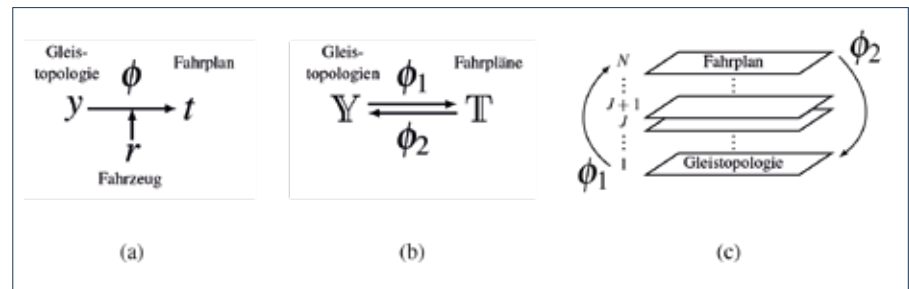 Gleis-
topologie
ϕ
Fahrplan
y
t
r
Fahrzeug
(a)
Gleis-
topologien
ϕ1
Fahrpläne
𝕐
𝕋
ϕ2
(b)
N
Fahrplan
ϕ2
⋮
J + 1
J
⋮
1
Gleistopologie
ϕ1
(c)